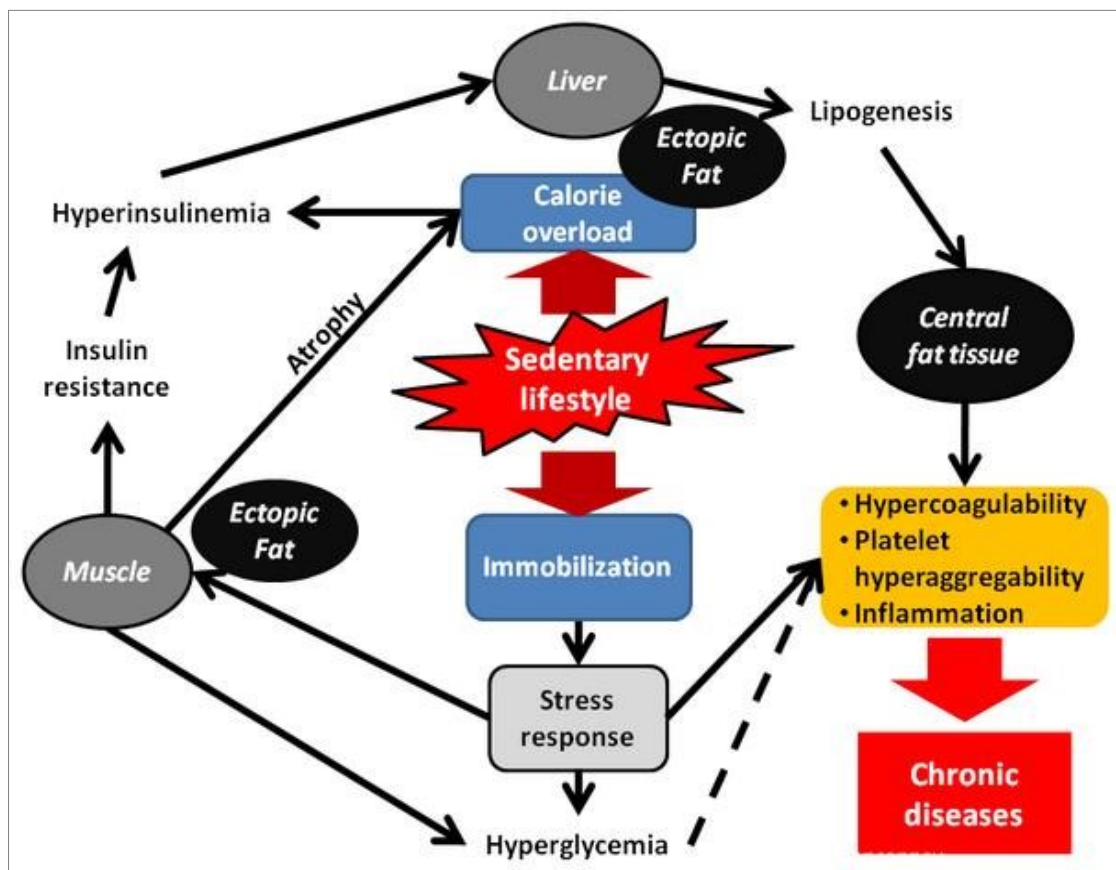 Liver
Ectopic
Fat
Lipogenesis
Hyperinsulinemia
Calorie
overload
Atrophy
Central
fat tissue
Sedentary
lifestyle
Insulin
resistance
Ectopic
Fat
Muscle
Immobilization
• Hypercoagulability
• Platelet
hyperaggregability
• Inflammation
Stress
response
Chronic
diseases
Hyperglycemia